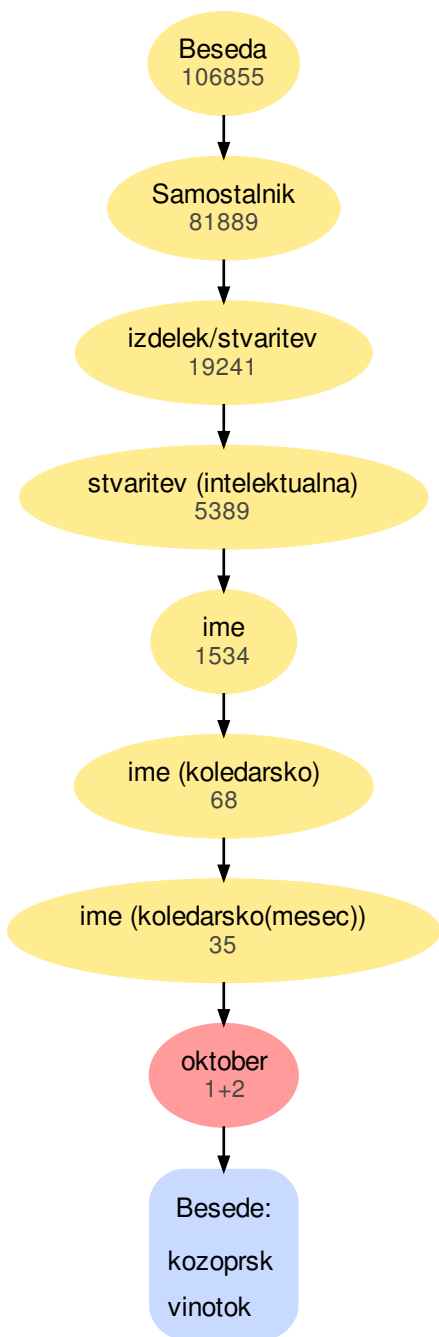 Beseda
106855
Samostalnik
81889
izdelek/stvaritev
19241
stvaritev (intelektualna)
5389
ime
1534
ime (koledarsko)
68
ime (koledarsko(mesec))
35
oktober
1+2
Besede:
kozoprsk
vinotok